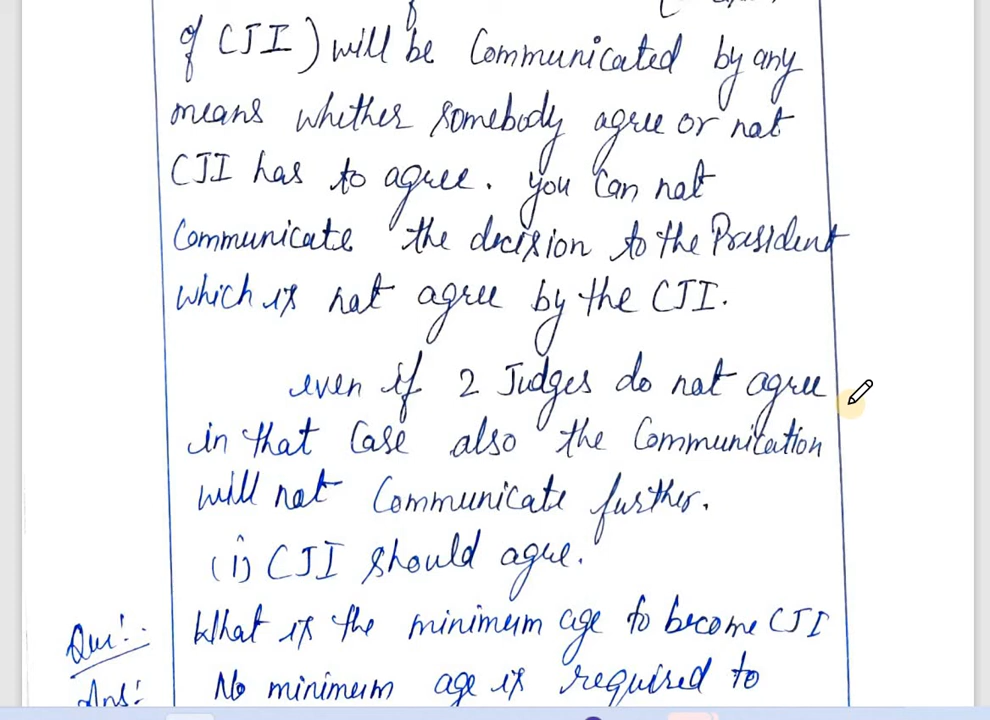 of CJI) will be Communicated by any
means whether somebody agree or not
CJI has to agree. you Can not
Communicate the decision to the President
which is not agree by the CJI.
even if 2 Judges do not agree
in that Case also the Communication
will not Communicate further.
(i) CJI should agree.
Que:- What is the minimum age to become CJI
Ans: No minimum age is required to